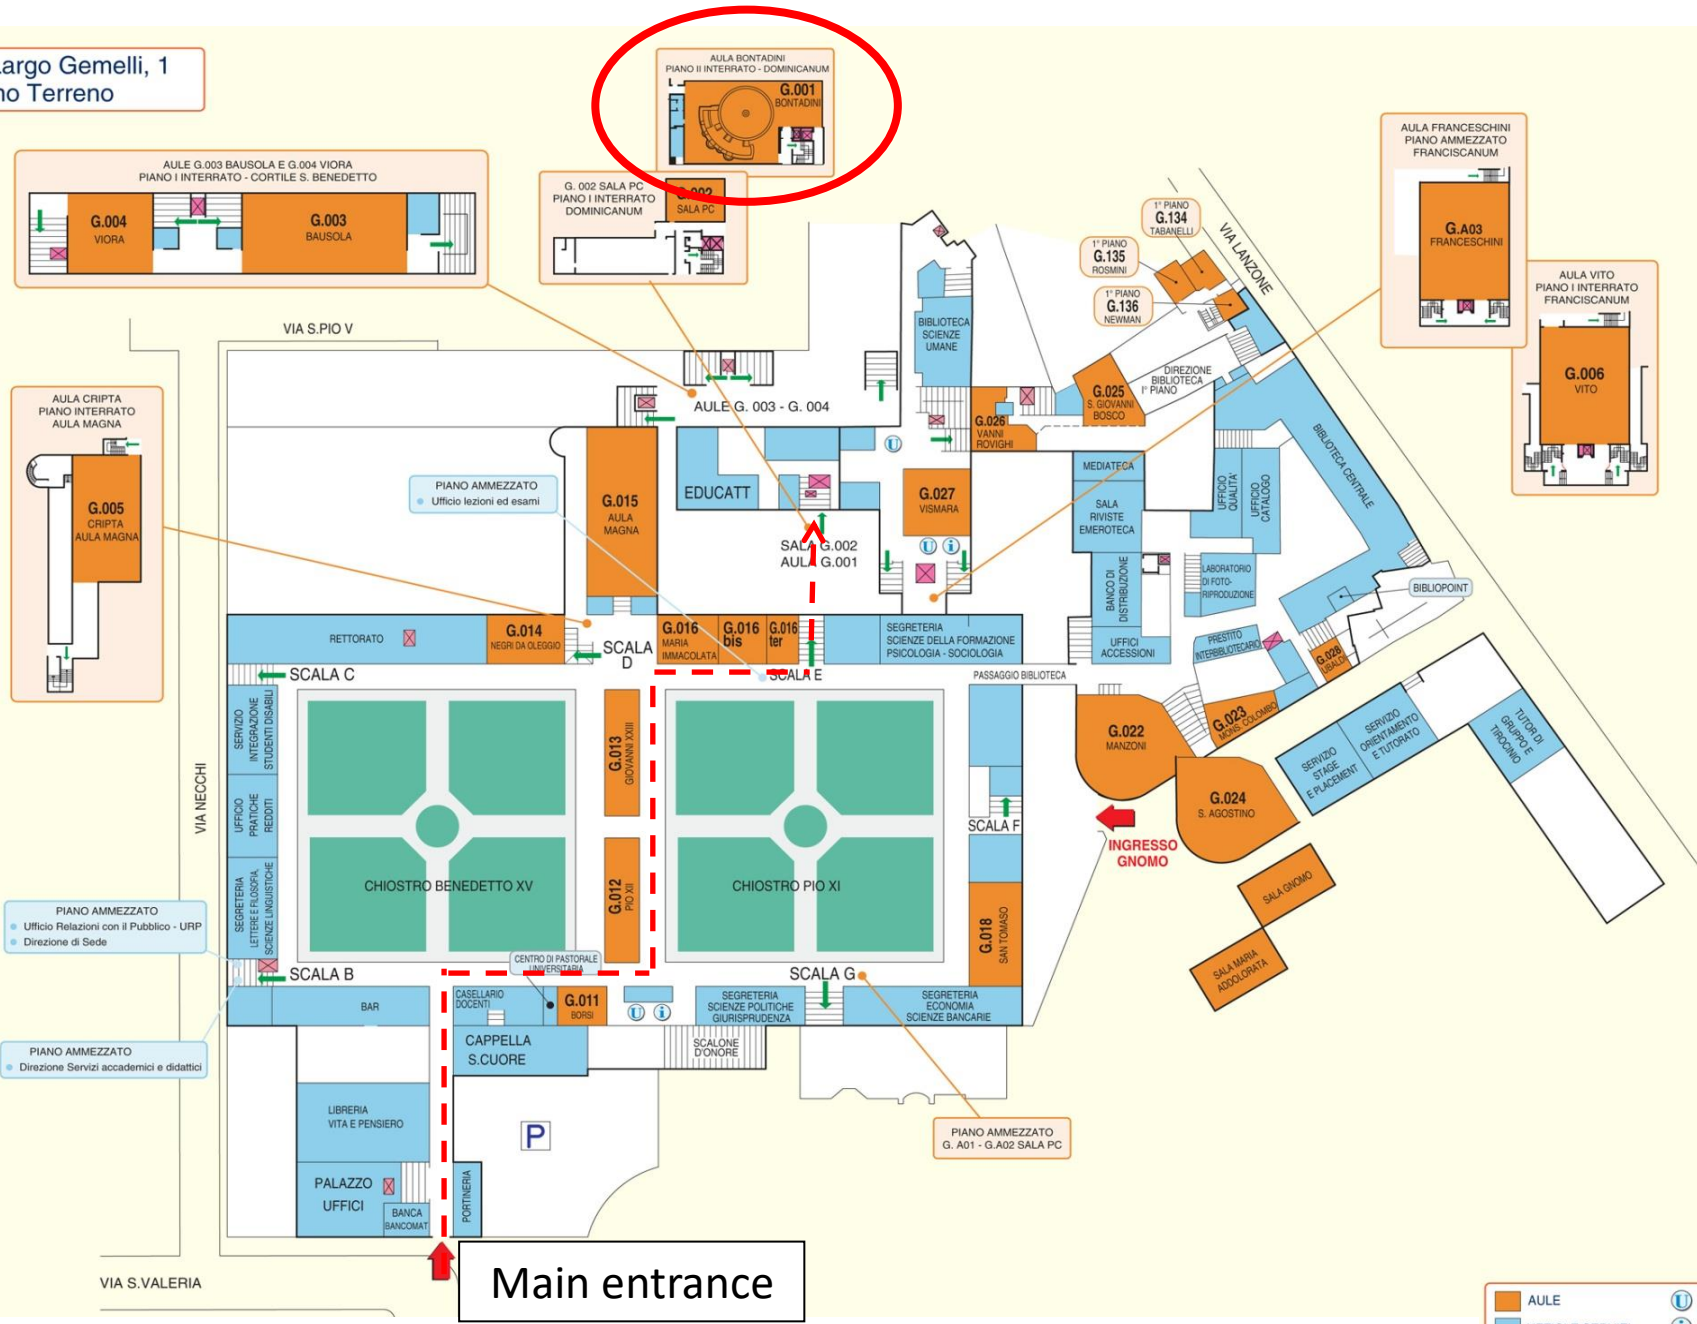 Largo Gemelli, 1
no Terreno
AULA BONTADINI
PIANO II INTERRATO - DOMINICANUM
G.001
BONTADINI
AULE G.003 BAUSOLA E G.004 VIORA
PIANO I INTERRATO - CORTILE S. BENEDETTO
G.004
VIORA
G.003
BAUSOLA
G. 002 SALA PC
PIANO I INTERRATO
DOMINICANUM
G.002
SALA PC
AULA FRANCESCHINI
PIANO AMMEZZATO
FRANCISCANUM
G.A03
FRANCESCHINI
1° PIANO
G.134
TABANELLI
1° PIANO
G.135
ROSMINI
1° PIANO
G.136
NEWMAN
VIA LANZONE
AULA VITO
PIANO I INTERRATO
FRANCISCANUM
G.006
VITO
VIA S.PIO V
BIBLIOTECA
SCIENZE
UMANE
DIREZIONE
BIBLIOTECA
I° PIANO
G.025
S. GIOVANNI
BOSCO
G.026
VANNI
ROVIGHI
AULE G. 003 - G. 004
AULA CRIPTA
PIANO INTERRATO
AULA MAGNA
G.005
CRIPTA
AULA MAGNA
PIANO AMMEZZATO
Ufficio lezioni ed esami
G.015
AULA
MAGNA
EDUCATT
G.027
VISMARA
U
U i
MEDIATECA
SALA
RIVISTE
EMEROTECA
UFFICIO
QUALITA'
UFFICIO
CATALOGO
BIBLIOTECA CENTRALE
SALA G.002
AULA G.001
BANCO DI
DISTRIBUZIONE
LABORATORIO
DI FOTO-
RIPRODUZIONE
BIBLIOPOINT
RETTORATO
G.014
NEGRI DA OLEGGIO
SCALA
D
G.016
MARIA
IMMACOLATA
G.016
bis
G.016
ter
SEGRETERIA
SCIENZE DELLA FORMAZIONE
PSICOLOGIA - SOCIOLOGIA
UFFICI
ACCESSIONI
PRESTITO
INTERBIBLIOTECARIO
G.028
UBALDI
SCALA C
SCALA E
PASSAGGIO BIBLIOTECA
SERVIZIO
INTEGRAZIONE
STUDENTI DISABILI
G.013
GIOVANNI XXIII
G.022
MANZONI
G.023
MONS. COLOMBO
SERVIZIO
ORIENTAMENTO
E TUTORATO
SERVIZIO
STAGE
E PLACEMENT
TUTOR DI
GRUPPO E
TIROCINIO
VIA NECCHI
UFFICIO
PRATICHE
REDDITI
G.024
S. AGOSTINO
SCALA F
INGRESSO
GNOMO
SEGRETERIA
LETTERE E FILOSOFIA,
SCIENZE LINGUISTICHE
CHIOSTRO BENEDETTO XV
G.012
PIO XII
CHIOSTRO PIO XI
G.018
SAN TOMASO
SALA GNOMO
SALA MARIA
ADDOLORATA
PIANO AMMEZZATO
Ufficio Relazioni con il Pubblico - URP
Direzione di Sede
SCALA B
CENTRO DI PASTORALE
UNIVERSITARIA
SCALA G
BAR
CASELLARIO
DOCENTI
G.011
BORSI
U i
SEGRETERIA
SCIENZE POLITICHE
GIURISPRUDENZA
SEGRETERIA
ECONOMIA
SCIENZE BANCARIE
PIANO AMMEZZATO
Direzione Servizi accademici e didattici
CAPPELLA
S.CUORE
SCALONE
D'ONORE
LIBRERIA
VITA E PENSIERO
P
PIANO AMMEZZATO
G. A01 - G.A02 SALA PC
PALAZZO
UFFICI
BANCA
BANCOMAT
PORTINERIA
VIA S.VALERIA
Main entrance
AULE
U